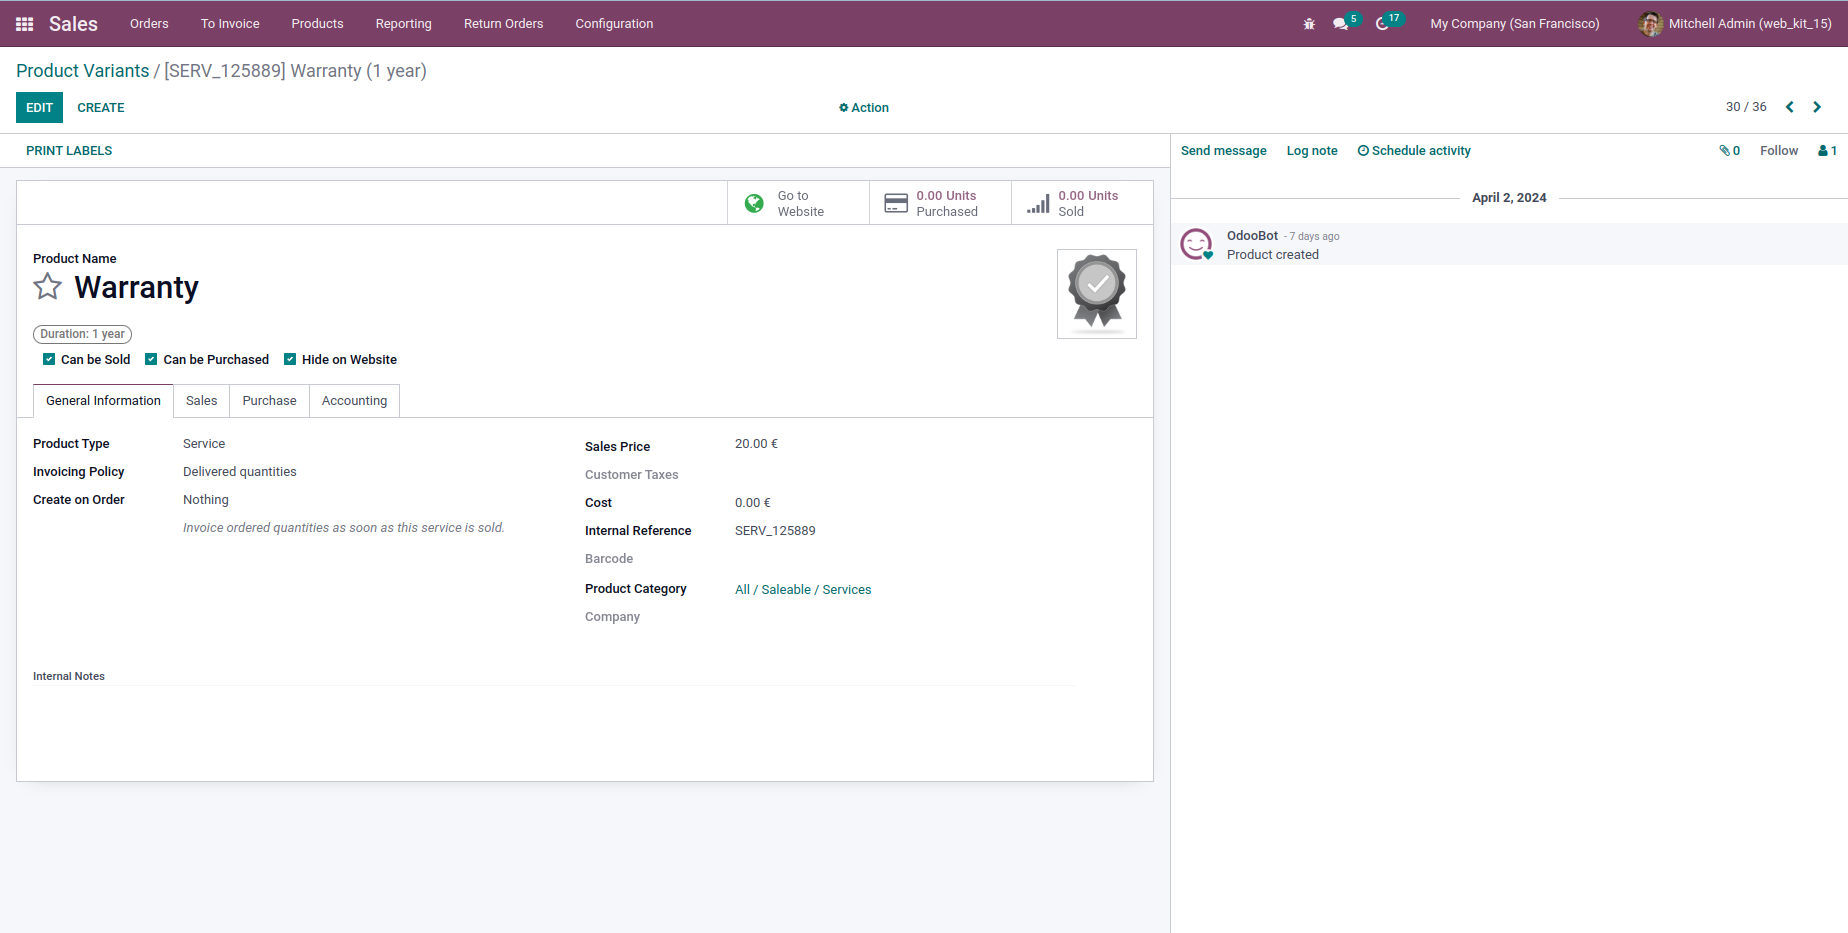 Sales Orders To Invoice Products Reporting Return Orders Configuration 5 17 My Company (San Francisco) Mitchell Admin (web_kit_15)
Product Variants / [SERV_125889] Warranty (1 year)
EDIT CREATE Action 30 / 36
PRINT LABELS
Send message Log note Schedule activity 0 Follow 1
Go to
Website
0.00 Units
Purchased
0.00 Units
Sold
April 2, 2024
OdooBot - 7 days ago
Product created
Product Name
Warranty
Duration: 1 year
Can be Sold Can be Purchased Hide on Website
General Information Sales Purchase Accounting
Product Type Service
Invoicing Policy Delivered quantities
Create on Order Nothing
Invoice ordered quantities as soon as this service is sold.
Sales Price 20.00 €
Customer Taxes
Cost 0.00 €
Internal Reference SERV_125889
Barcode
Product Category All / Saleable / Services
Company
Internal Notes